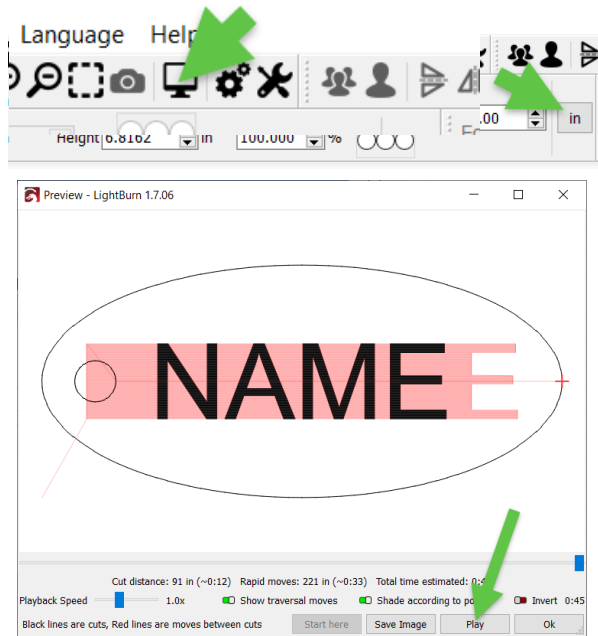 Language Help
.00 in
Height 6.8162 in 100.000 %
Preview - LightBurn 1.7.06
NAME
Cut distance: 91 in (~0:12) Rapid moves: 221 in (~0:33) Total time estimated:
Playback Speed 1.0x Show traversal moves Shade according to Invert 0:45
Black lines are cuts, Red lines are moves between cuts Start here Save Image Play Ok